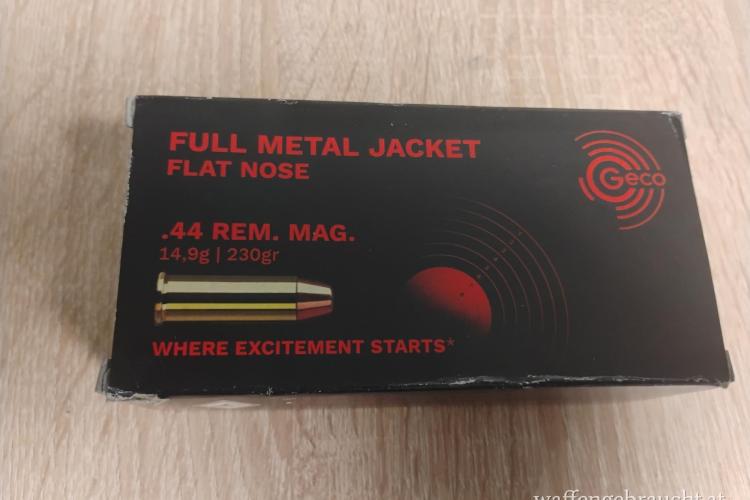 FULL METAL JACKET
FLAT NOSE
Geco
.44 REM. MAG.
14,9g | 230gr
WHERE EXCITEMENT STARTS*
waffengebraucht.at